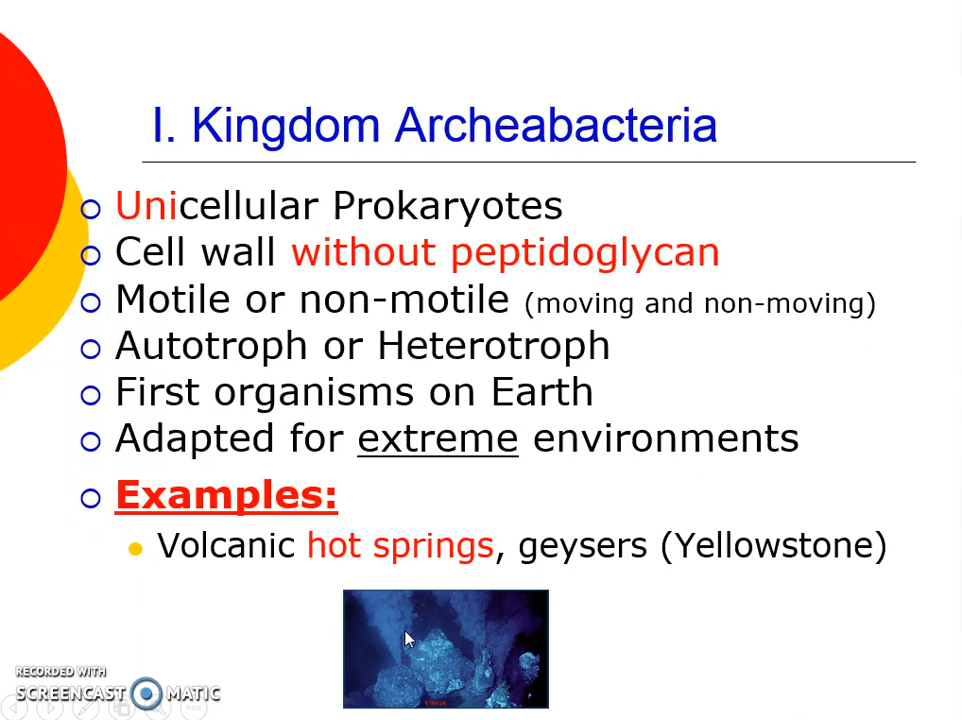 I. Kingdom Archeabacteria
Unicellular Prokaryotes
Cell wall without peptidoglycan
Motile or non-motile (moving and non-moving)
Autotroph or Heterotroph
First organisms on Earth
Adapted for extreme environments
Examples:
Volcanic hot springs, geysers (Yellowstone)
RECORDED WITH
SCREENCAST MATIC